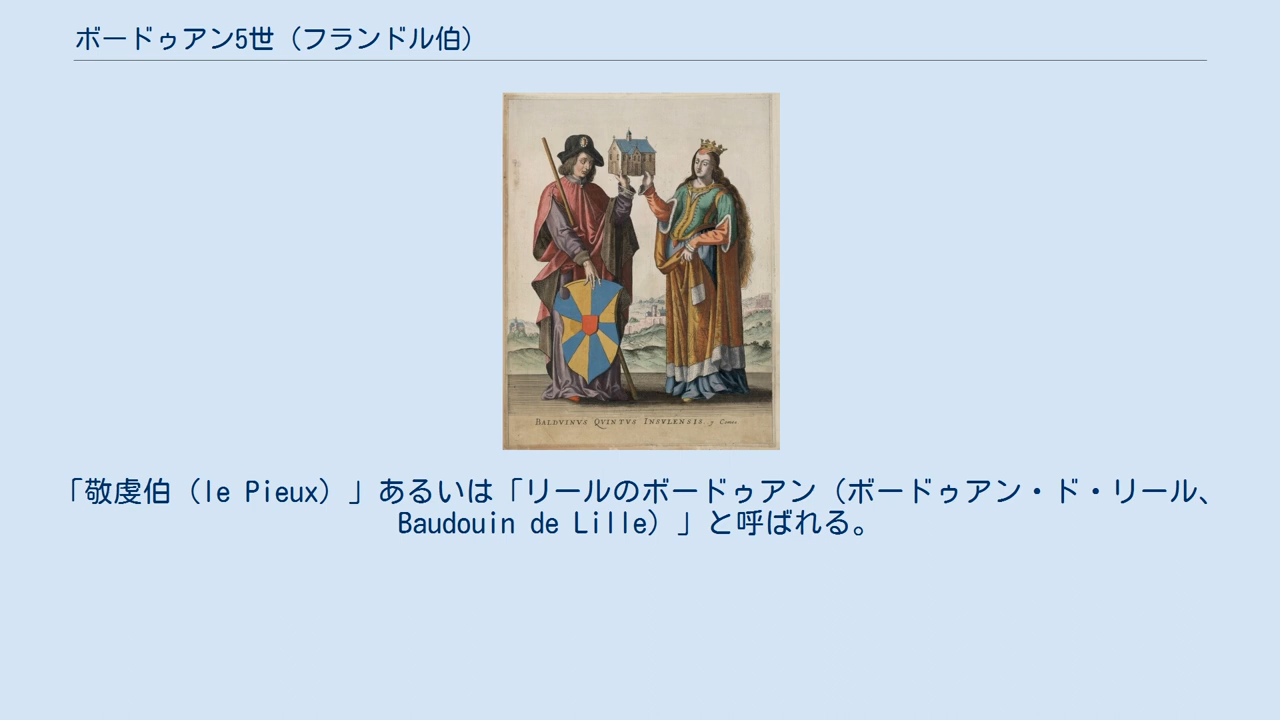 ボードゥアン5世（フランドル伯）
BALDVINVS QVINTVS INSVLENSIS. 7 Comes
「敬虔伯（le Pieux）」あるいは「リールのボードゥアン（ボードゥアン・ド・リール、
Baudouin de Lille）」と呼ばれる。